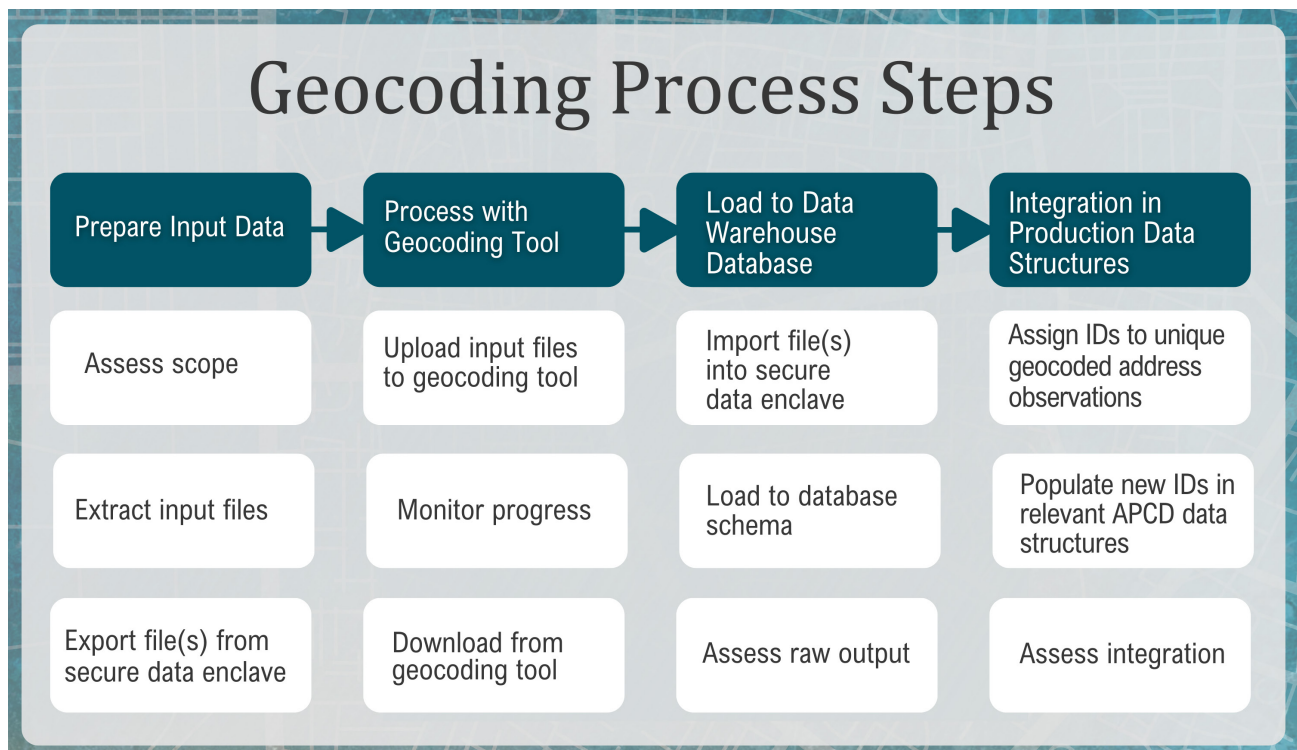 Geocoding Process Steps
Prepare Input Data
Process with
Geocoding Tool
Load to Data
Warehouse
Database
Integration in
Production Data
Structures
Assess scope
Upload input files
to geocoding tool
Import file(s)
into secure
data enclave
Assign IDs to unique
geocoded address
observations
Extract input files
Monitor progress
Load to database
schema
Populate new IDs in
relevant APCD data
structures
Export file(s) from
secure data enclave
Download from
geocoding tool
Assess raw output
Assess integration